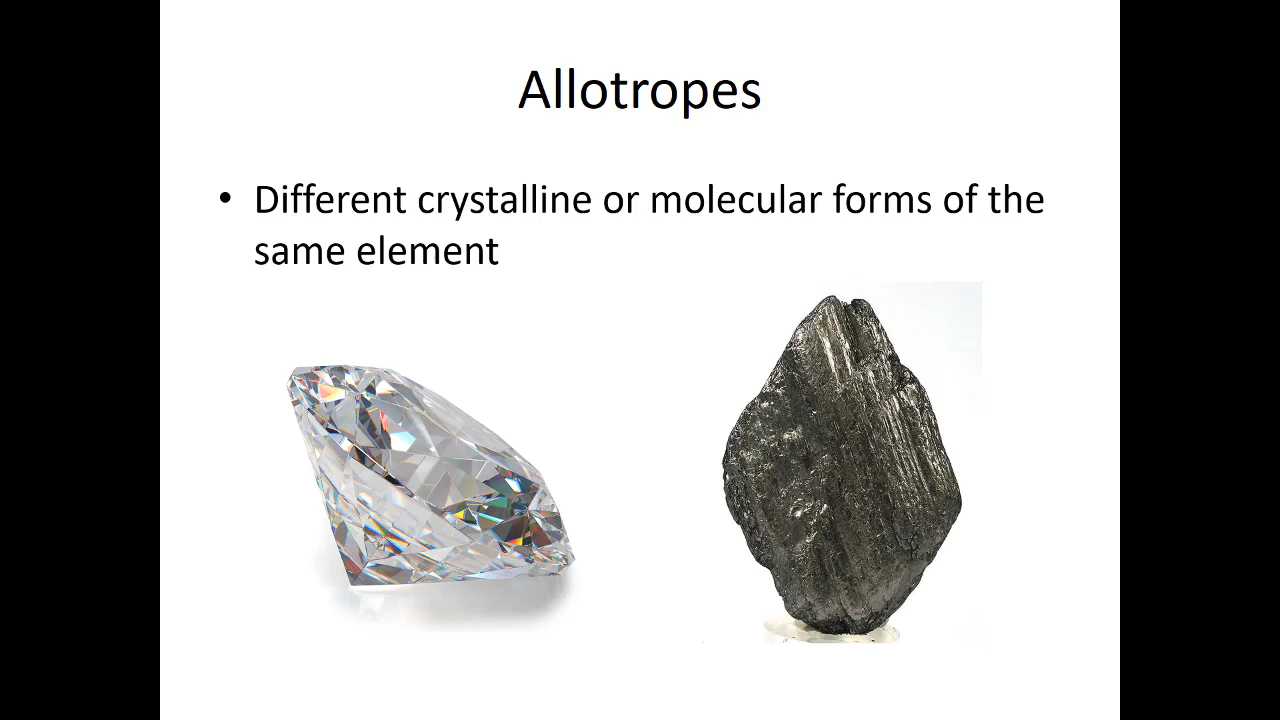 Allotropes
• Different crystalline or molecular forms of the
same element